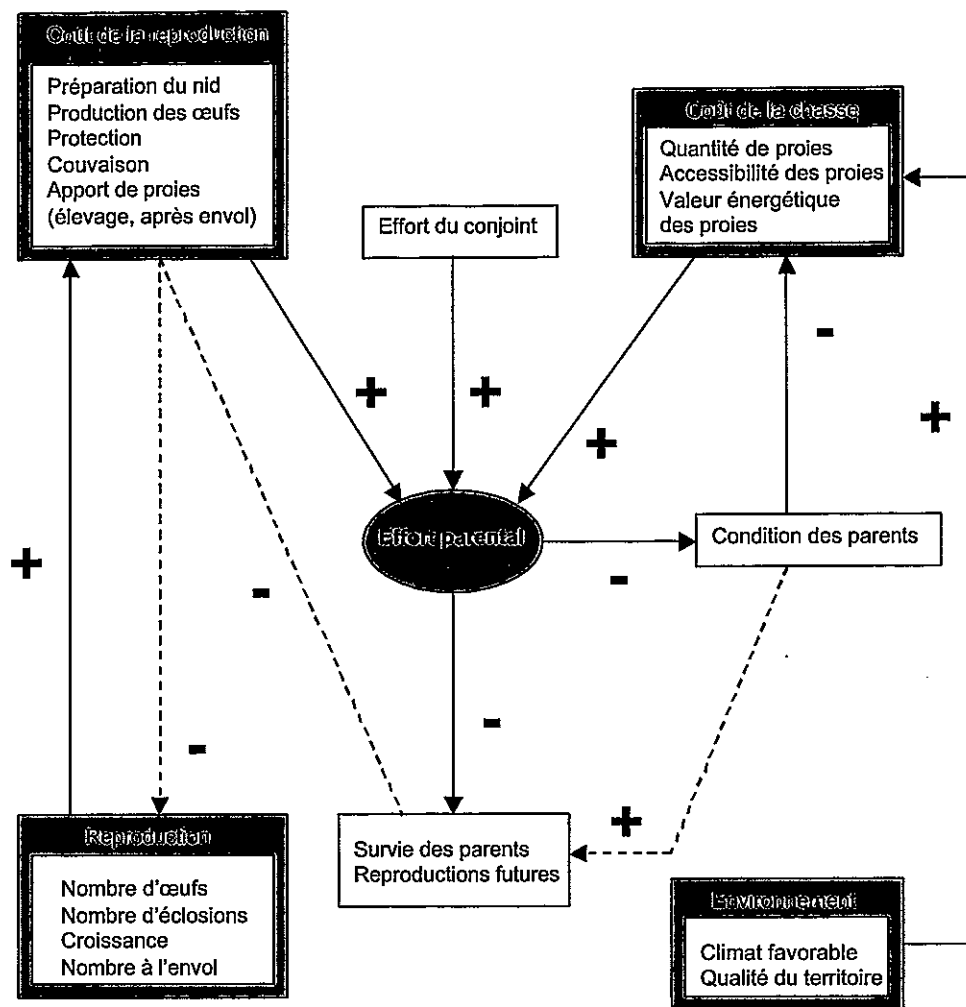 Coût de la reproduction
Préparation du nid
Production des œufs
Protection
Couvaison
Apport de proies
(élevage, après envol)
Effort du conjoint
Coût de la chasse
Quantité de proies
Accessibilité des proies
Valeur énergétique
des proies
-
+
+
+
+
Effort parental
Condition des parents
+
-
-
-
-
+
Reproduction
Nombre d'œufs
Nombre d'éclosions
Croissance
Nombre à l'envol
Survie des parents
Reproductions futures
Environnement
Climat favorable
Qualité du territoire